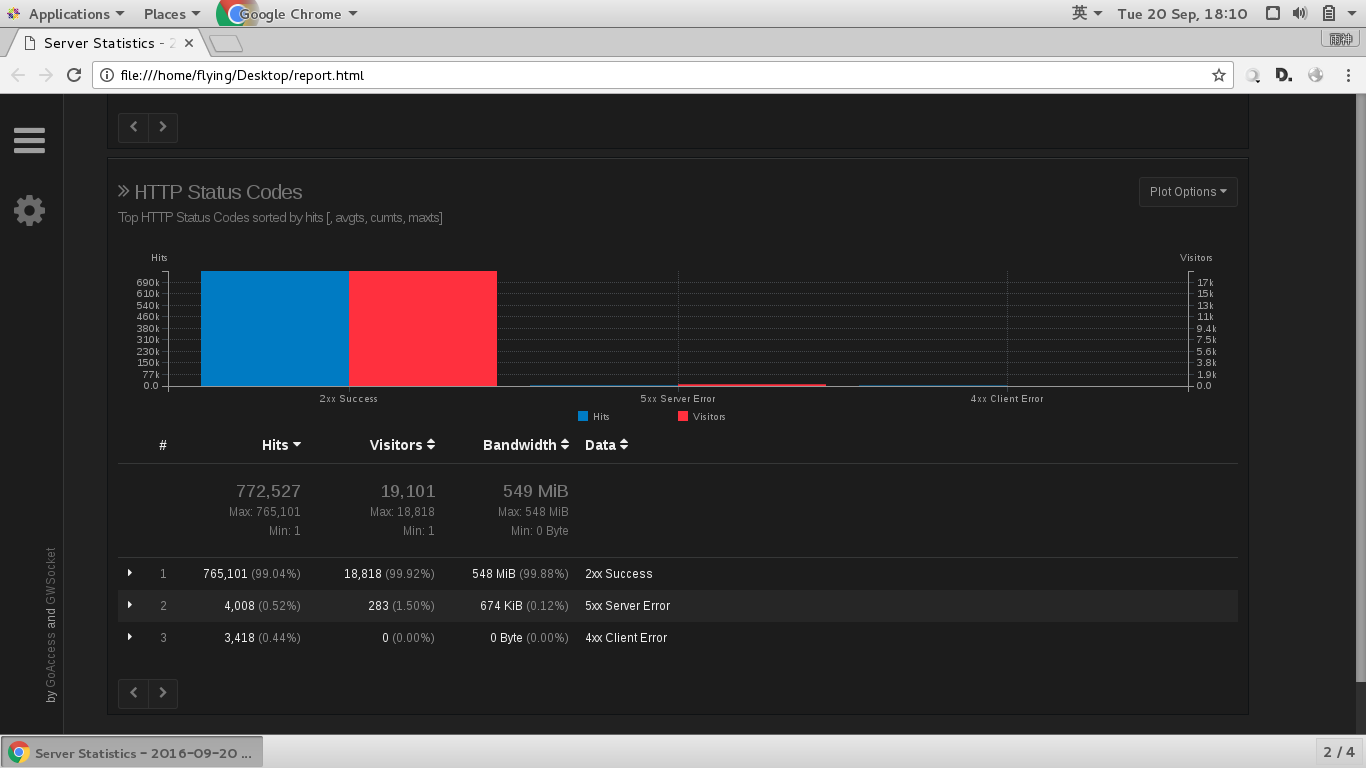 Applications Places Google Chrome 英 Tue 20 Sep, 18:10
Server Statistics - 2 雨神
file:///home/flying/Desktop/report.html D.
HTTP Status Codes Plot Options
Top HTTP Status Codes sorted by hits [, avgts, cumts, maxts]
Hits Visitors
690k 17k
610k 15k
540k 13k
460k 11k
380k 9.4k
310k 7.5k
230k 5.6k
150k 3.8k
77k 1.9k
0.0 0.0
2xx Success 5xx Server Error 4xx Client Error
Hits Visitors
# Hits Visitors Bandwidth Data
772,527 19,101 549 MiB
Max: 765,101 Max: 18,818 Max: 548 MiB
Min: 1 Min: 1 Min: 0 Byte
1 765,101 (99.04%) 18,818 (99.92%) 548 MiB (99.88%) 2xx Success
2 4,008 (0.52%) 283 (1.50%) 674 KiB (0.12%) 5xx Server Error
3 3,418 (0.44%) 0 (0.00%) 0 Byte (0.00%) 4xx Client Error
by GoAccess and GWSocket
Server Statistics - 2016-09-20 ... 2 / 4